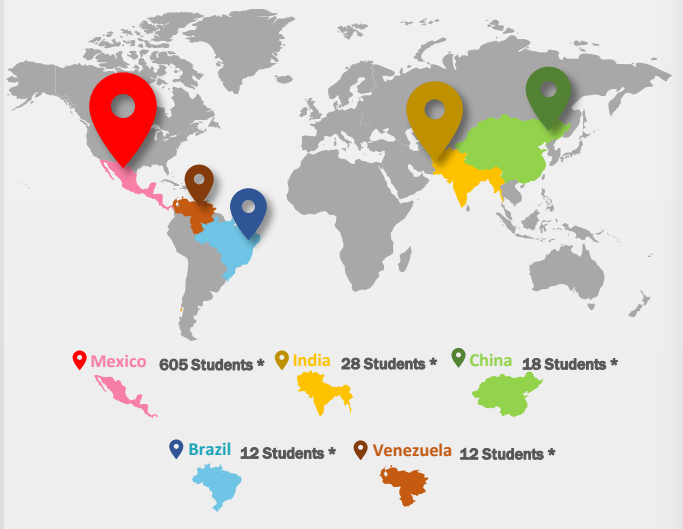 Mexico 605 Students * India 28 Students * China 18 Students *
Brazil 12 Students * Venezuela 12 Students *